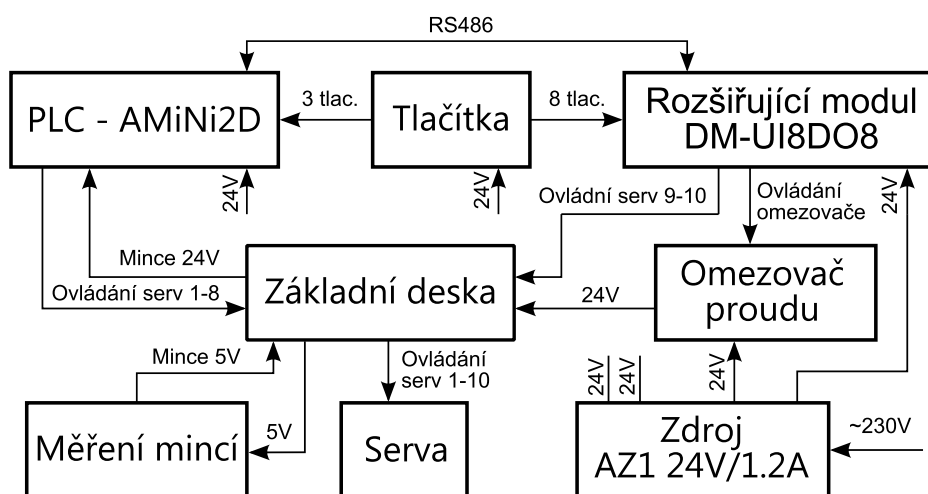 RS486
PLC - AMiNi2D
3 tlac.
Tlačítka
8 tlac.
Rozšiřující modul
DM-UI8DO8
24V
24V
24V
Ovládní serv 9-10
Ovládání
omezovače
Mince 24V
Ovládání serv 1-8
Základní deska
24V
Omezovač
proudu
Mince 5V
Ovládání
serv 1-10
24V
24V
24V
5V
Měření mincí
Serva
Zdroj
AZ1 24V/1.2A
~230V